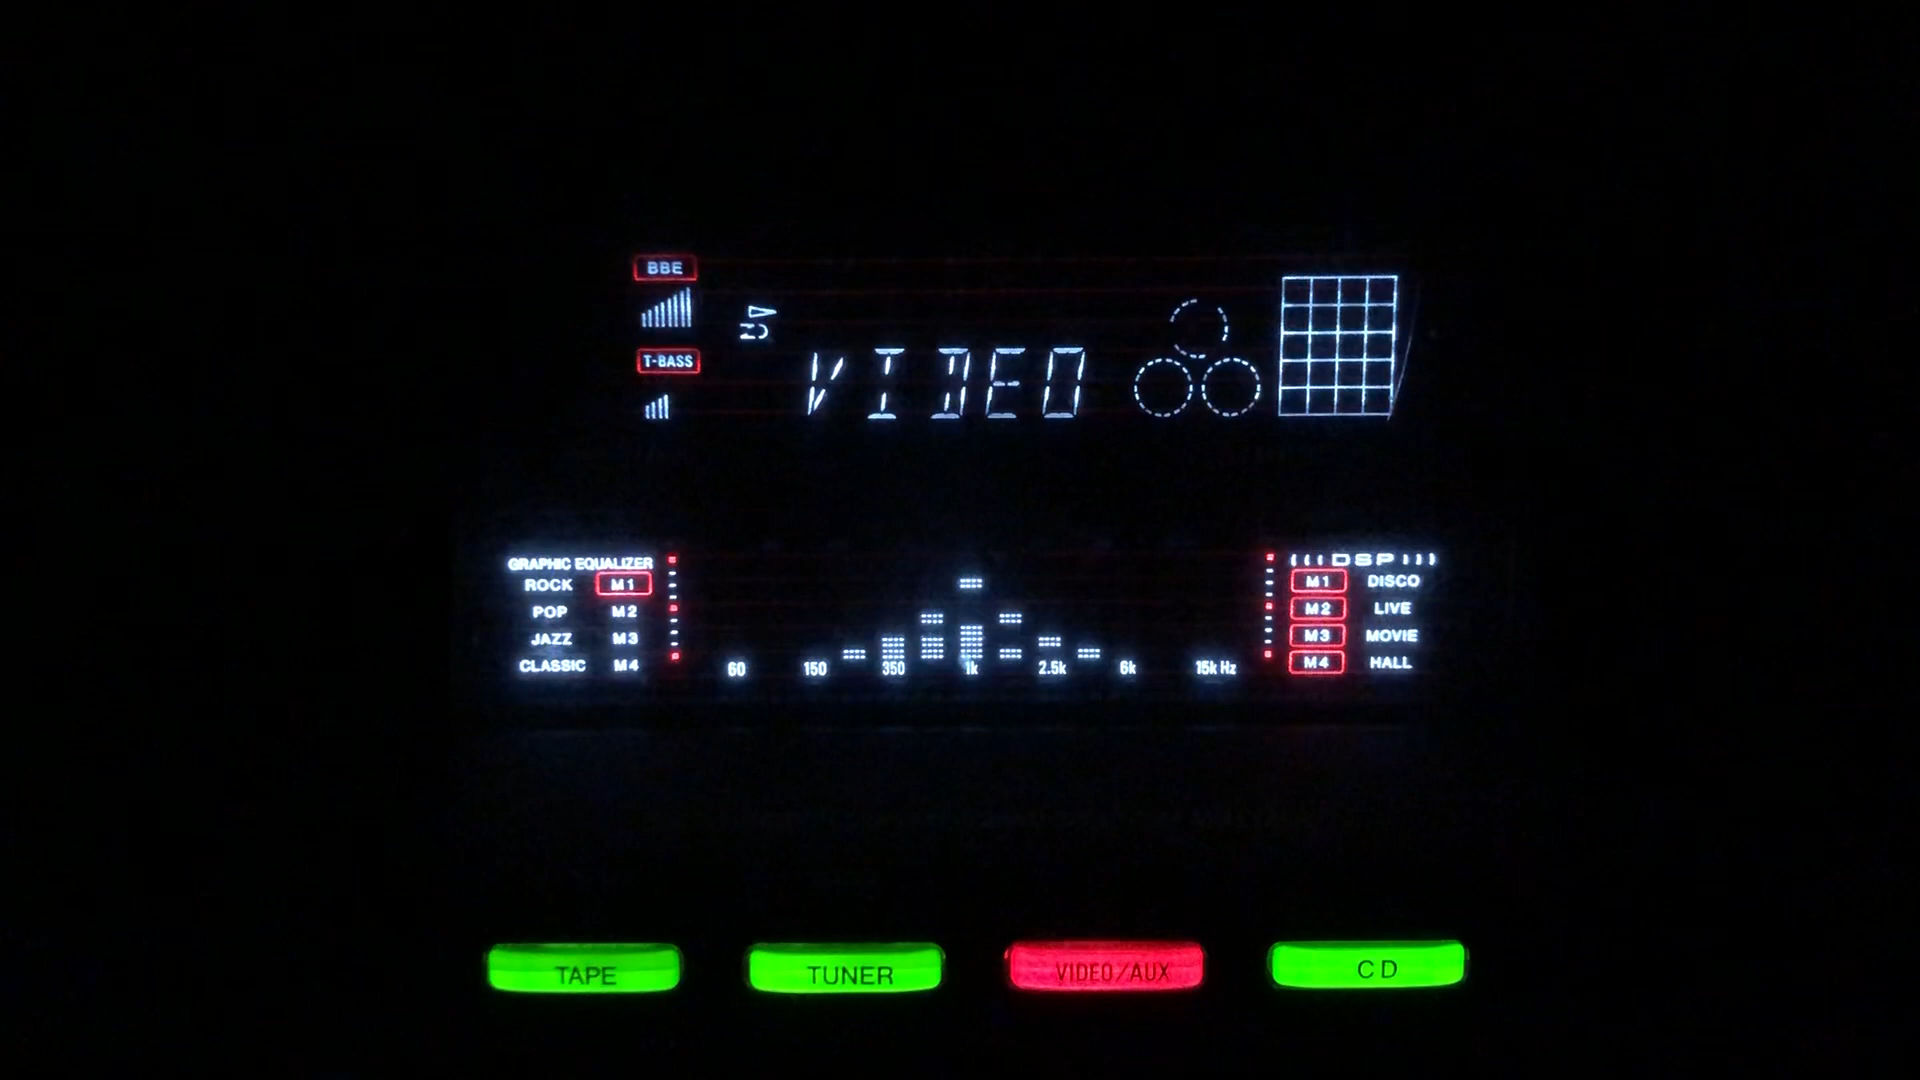 BBE
T-BASS
VIDEO
GRAPHIC EQUALIZER
ROCK M1
POP M2
JAZZ M3
CLASSIC M4
60 150 350 1k 2.5k 6k 15k Hz
DSP
M1 DISCO
M2 LIVE
M3 MOVIE
M4 HALL
TAPE TUNER VIDEO/AUX CD